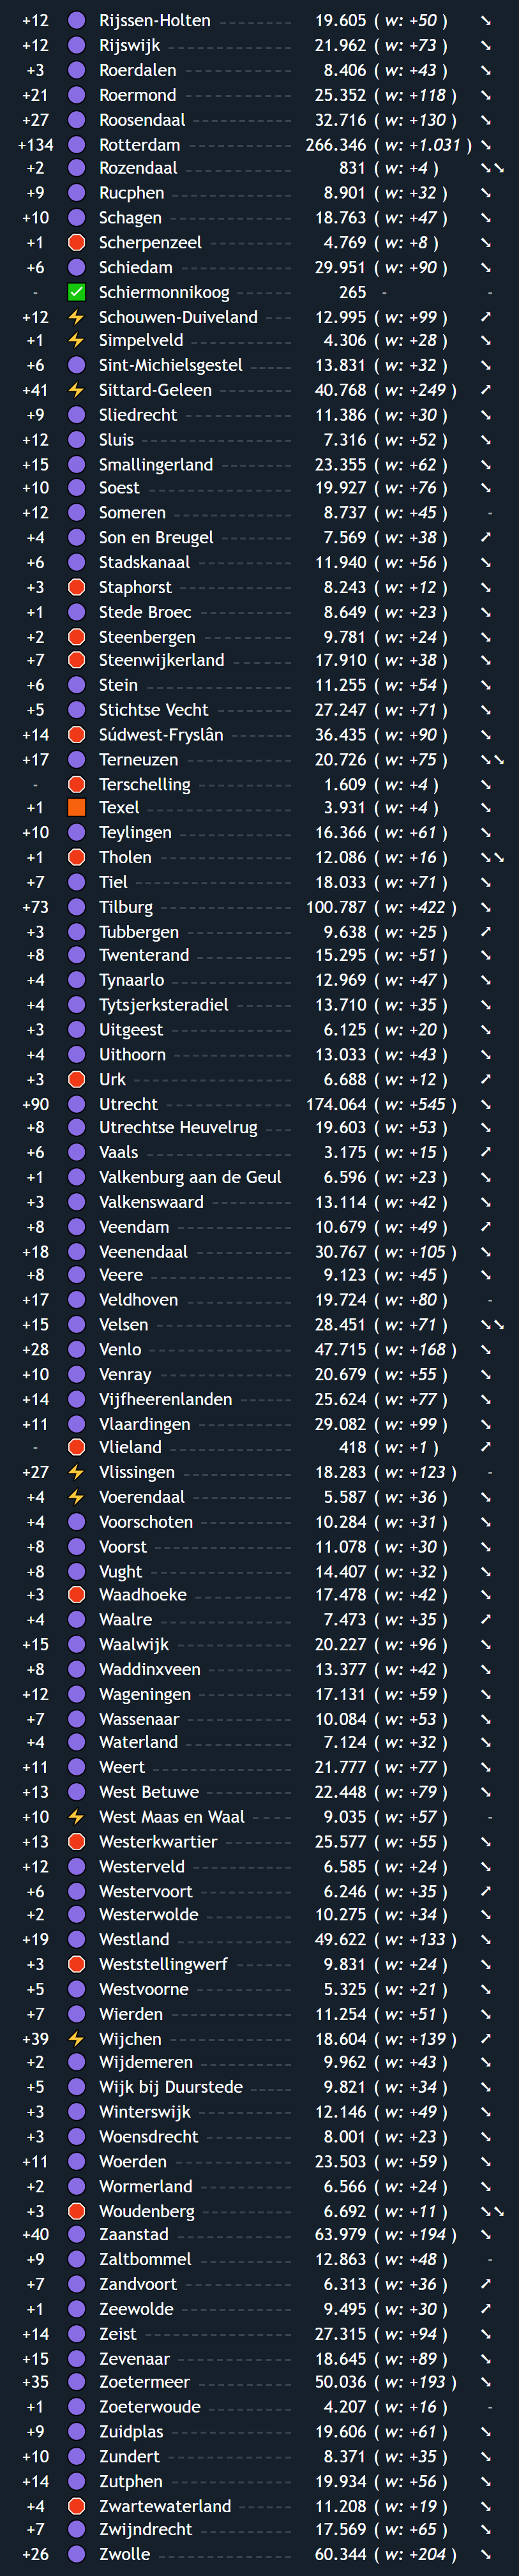 +12 Rijssen-Holten 19.605 ( w: +50 ) ↘
+12 Rijswijk 21.962 ( w: +73 ) ↘
+3 Roerdalen 8.406 ( w: +43 ) ↘
+21 Roermond 25.352 ( w: +118 ) ↘
+27 Roosendaal 32.716 ( w: +130 ) ↘
+134 Rotterdam 266.346 ( w: +1.031 ) ↘
+2 Rozendaal 831 ( w: +4 ) ↘↘
+9 Rucphen 8.901 ( w: +32 ) ↘
+10 Schagen 18.763 ( w: +47 ) ↘
+1 Scherpenzeel 4.769 ( w: +8 ) ↘
+6 Schiedam 29.951 ( w: +90 ) ↘
- Schiermonnikoog 265 - -
+12 Schouwen-Duiveland 12.995 ( w: +99 ) ↗
+1 Simpelveld 4.306 ( w: +28 ) ↘
+6 Sint-Michielsgestel 13.831 ( w: +32 ) ↘
+41 Sittard-Geleen 40.768 ( w: +249 ) ↗
+9 Sliedrecht 11.386 ( w: +30 ) ↘
+12 Sluis 7.316 ( w: +52 ) ↘
+15 Smallingerland 23.355 ( w: +62 ) ↘
+10 Soest 19.927 ( w: +76 ) ↘
+12 Someren 8.737 ( w: +45 ) -
+4 Son en Breugel 7.569 ( w: +38 ) ↗
+6 Stadskanaal 11.940 ( w: +56 ) ↘
+3 Staphorst 8.243 ( w: +12 ) ↘
+1 Stede Broec 8.649 ( w: +23 ) ↘
+2 Steenbergen 9.781 ( w: +24 ) ↘
+7 Steenwijkerland 17.910 ( w: +38 ) ↘
+6 Stein 11.255 ( w: +54 ) ↘
+5 Stichtse Vecht 27.247 ( w: +71 ) ↘
+14 Súdwest-Fryslân 36.435 ( w: +90 ) ↘
+17 Terneuzen 20.726 ( w: +75 ) ↘↘
- Terschelling 1.609 ( w: +4 ) ↘
+1 Texel 3.931 ( w: +4 ) ↘
+10 Teylingen 16.366 ( w: +61 ) ↘
+1 Tholen 12.086 ( w: +16 ) ↘↘
+7 Tiel 18.033 ( w: +71 ) ↘
+73 Tilburg 100.787 ( w: +422 ) ↘
+3 Tubbergen 9.638 ( w: +25 ) ↗
+8 Twenterand 15.295 ( w: +51 ) ↘
+4 Tynaarlo 12.969 ( w: +47 ) ↘
+4 Tytsjerksteradiel 13.710 ( w: +35 ) ↘
+3 Uitgeest 6.125 ( w: +20 ) ↘
+4 Uithoorn 13.033 ( w: +43 ) ↘
+3 Urk 6.688 ( w: +12 ) ↗
+90 Utrecht 174.064 ( w: +545 ) ↘
+8 Utrechtse Heuvelrug 19.603 ( w: +53 ) ↘
+6 Vaals 3.175 ( w: +15 ) ↗
+1 Valkenburg aan de Geul 6.596 ( w: +23 ) ↘
+3 Valkenswaard 13.114 ( w: +42 ) ↘
+8 Veendam 10.679 ( w: +49 ) ↗
+18 Veenendaal 30.767 ( w: +105 ) ↘
+8 Veere 9.123 ( w: +45 ) ↘
+17 Veldhoven 19.724 ( w: +80 ) -
+15 Velsen 28.451 ( w: +71 ) ↘↘
+28 Venlo 47.715 ( w: +168 ) ↘
+10 Venray 20.679 ( w: +55 ) ↘
+14 Vijfheerenlanden 25.624 ( w: +77 ) ↘
+11 Vlaardingen 29.082 ( w: +99 ) ↘
- Vlieland 418 ( w: +1 ) ↗
+27 Vlissingen 18.283 ( w: +123 ) -
+4 Voerendaal 5.587 ( w: +36 ) ↘
+4 Voorschoten 10.284 ( w: +31 ) ↘
+8 Voorst 11.078 ( w: +30 ) ↘
+8 Vught 14.407 ( w: +32 ) ↘
+3 Waadhoeke 17.478 ( w: +42 ) ↘
+4 Waalre 7.473 ( w: +35 ) ↗
+15 Waalwijk 20.227 ( w: +96 ) ↘
+8 Waddinxveen 13.377 ( w: +42 ) ↘
+12 Wageningen 17.131 ( w: +59 ) ↘
+7 Wassenaar 10.084 ( w: +53 ) ↘
+4 Waterland 7.124 ( w: +32 ) ↘
+11 Weert 21.777 ( w: +77 ) ↘
+13 West Betuwe 22.448 ( w: +79 ) ↘
+10 West Maas en Waal 9.035 ( w: +57 ) -
+13 Westerkwartier 25.577 ( w: +55 ) ↘
+12 Westerveld 6.585 ( w: +24 ) ↘
+6 Westervoort 6.246 ( w: +35 ) ↗
+2 Westerwolde 10.275 ( w: +34 ) ↘
+19 Westland 49.622 ( w: +133 ) ↘
+3 Weststellingwerf 9.831 ( w: +24 ) ↘
+5 Westvoorne 5.325 ( w: +21 ) ↘
+7 Wierden 11.254 ( w: +51 ) ↘
+39 Wijchen 18.604 ( w: +139 ) ↗
+2 Wijdemeren 9.962 ( w: +43 ) ↘
+5 Wijk bij Duurstede 9.821 ( w: +34 ) ↘
+3 Winterswijk 12.146 ( w: +49 ) ↘
+3 Woensdrecht 8.001 ( w: +23 ) ↘
+11 Woerden 23.503 ( w: +59 ) ↘
+2 Wormerland 6.566 ( w: +24 ) ↘
+3 Woudenberg 6.692 ( w: +11 ) ↘↘
+40 Zaanstad 63.979 ( w: +194 ) ↘
+9 Zaltbommel 12.863 ( w: +48 ) -
+7 Zandvoort 6.313 ( w: +36 ) ↗
+1 Zeewolde 9.495 ( w: +30 ) ↗
+14 Zeist 27.315 ( w: +94 ) ↘
+15 Zevenaar 18.645 ( w: +89 ) ↘
+35 Zoetermeer 50.036 ( w: +193 ) ↘
+1 Zoeterwoude 4.207 ( w: +16 ) -
+9 Zuidplas 19.606 ( w: +61 ) ↘
+10 Zundert 8.371 ( w: +35 ) ↘
+14 Zutphen 19.934 ( w: +56 ) ↘
+4 Zwartewaterland 11.208 ( w: +19 ) ↘
+7 Zwijndrecht 17.569 ( w: +65 ) ↘
+26 Zwolle 60.344 ( w: +204 ) ↘